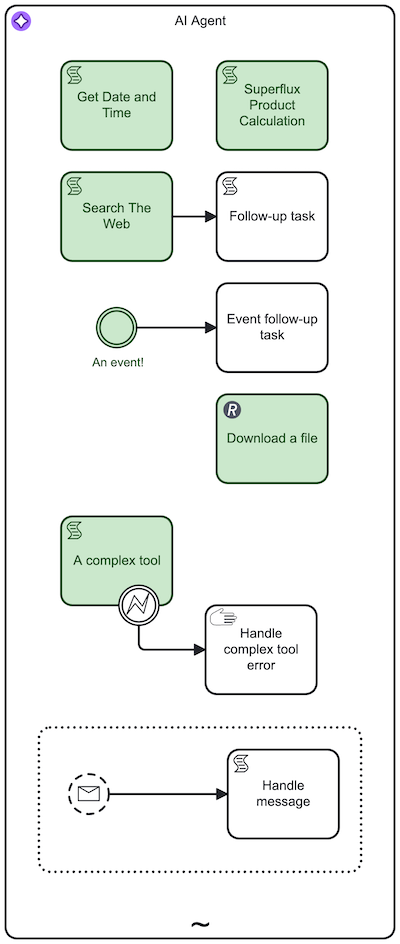 AI Agent
Get Date and
Time
Superflux
Product
Calculation
Search The
Web
Follow-up task
Event follow-up
task
An event!
R
Download a file
A complex tool
Handle
complex tool
error
Handle
message
~